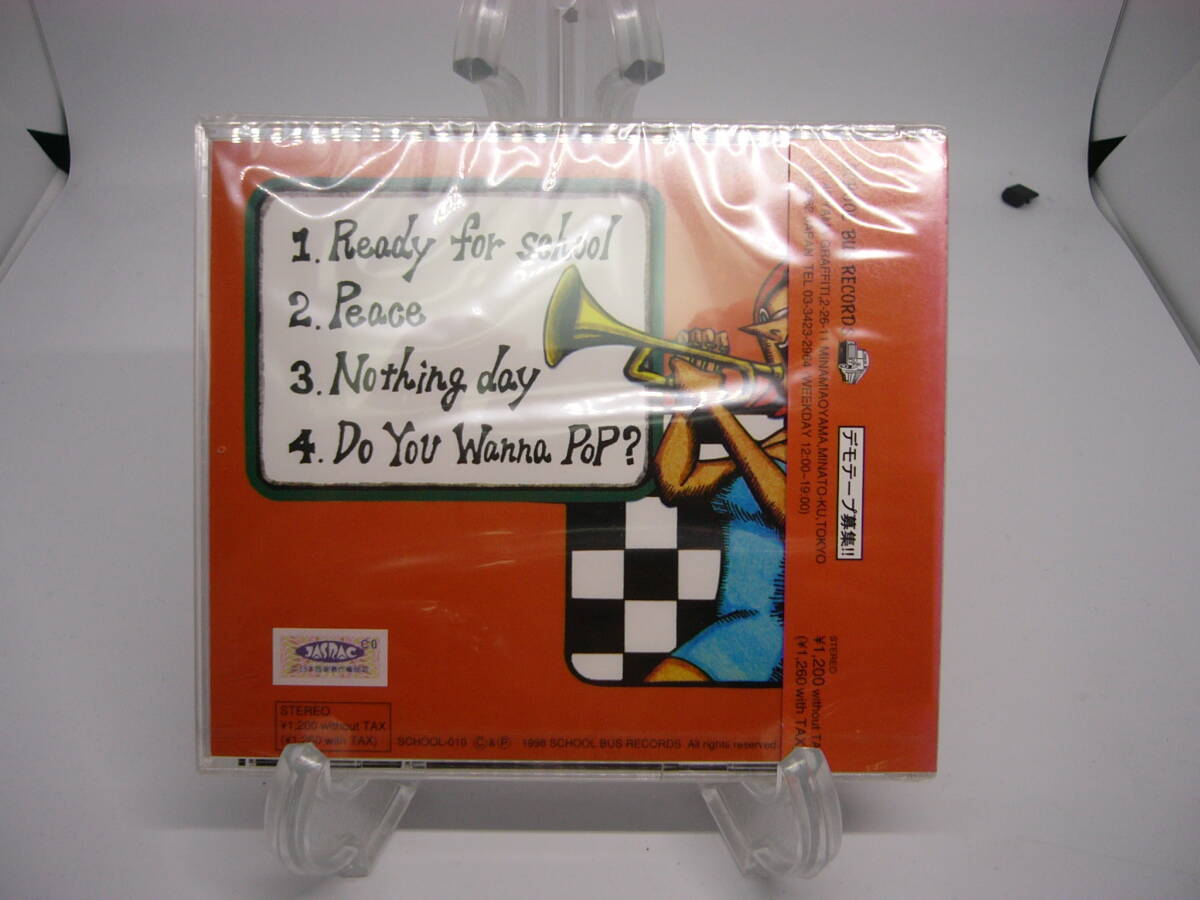 1. Ready for school
2. Peace
3. Nothing day
4. Do You Wanna PoP?
JASRAC
STEREO
¥1,200 without TAX
(¥1,260 with TAX)
SCHOOL-010 Ⓒ&Ⓟ 1998 SCHOOL BUS RECORDS All rights reserved
BUS RECORDS
GRAFFITI,2-26-11 MINAMIAOYAMA,MINATO-KU,TOKYO
JAPAN TEL 03-3423-2964 WEEKDAY 12:00~19:00)
デモテープ募集!!
STEREO
¥1,200 without TA
(¥1,260 with TAX